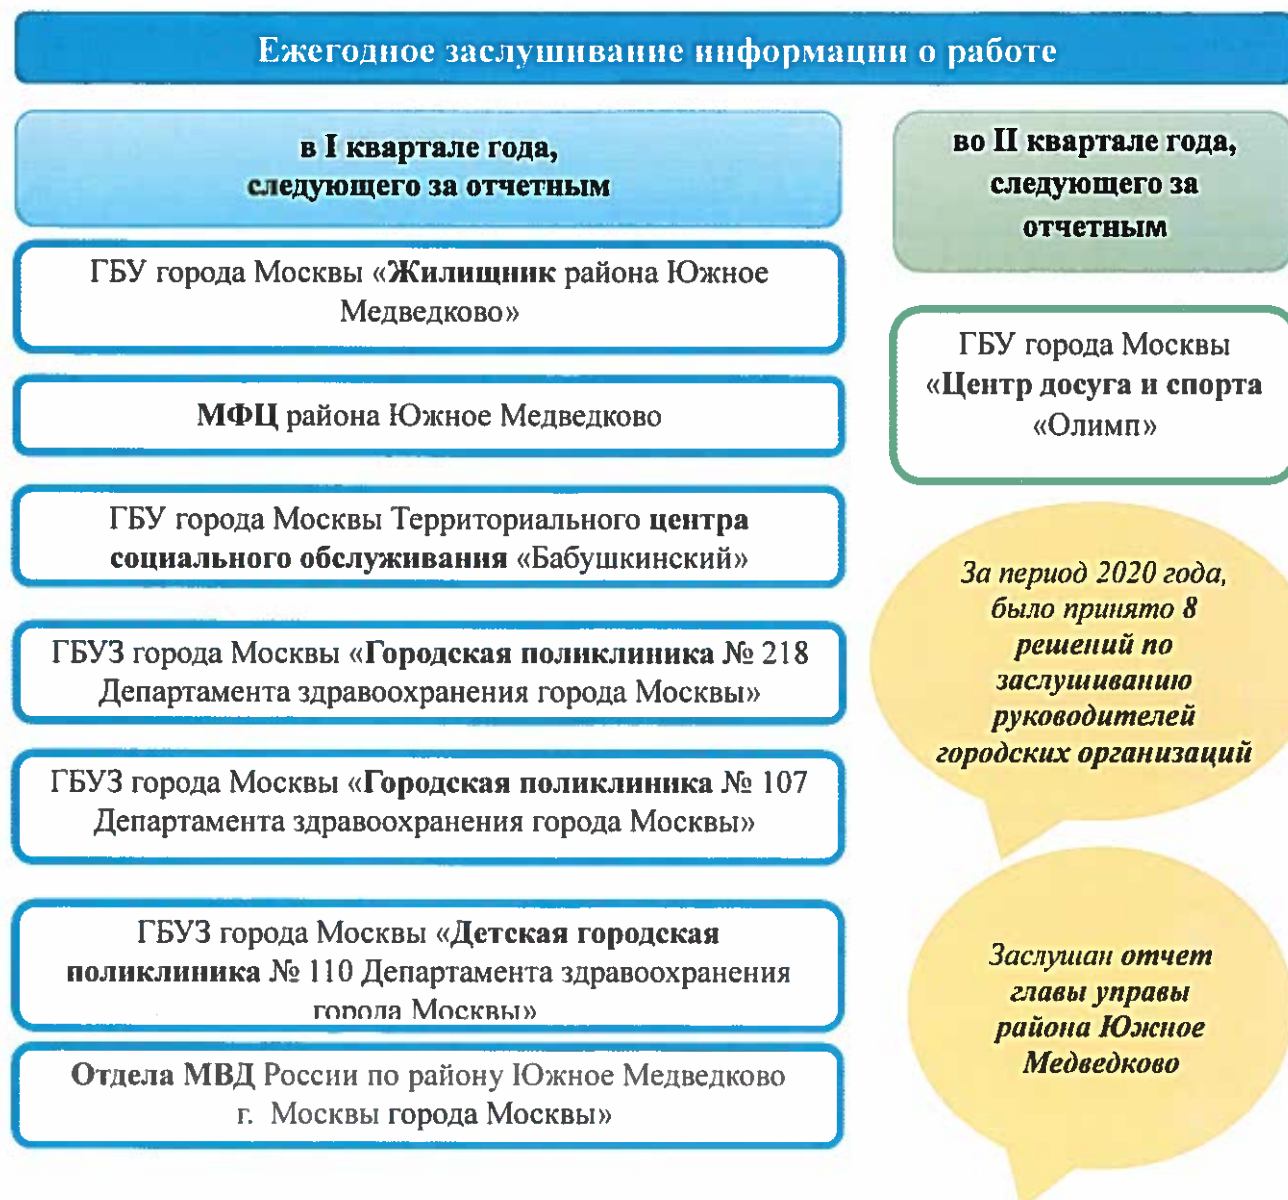 Ежегодное заслушивание информации о работе
в I квартале года,
следующего за отчетным
ГБУ города Москвы «Жилищник района Южное
Медведково»
МФЦ района Южное Медведково
ГБУ города Москвы Территориального центра
социального обслуживания «Бабушкинский»
ГБУЗ города Москвы «Городская поликлиника № 218
Департамента здравоохранения города Москвы»
ГБУЗ города Москвы «Городская поликлиника № 107
Департамента здравоохранения города Москвы»
ГБУЗ города Москвы «Детская городская
поликлиника № 110 Департамента здравоохранения
города Москвы»
Отдела МВД России по району Южное Медведково
г. Москвы города Москвы»
во II квартале года,
следующего за
отчетным
ГБУ города Москвы
«Центр досуга и спорта
«Олимп»
За период 2020 года,
было принято 8
решений по
заслушиванию
руководителей
городских организаций
Заслушан отчет
главы управы
района Южное
Медведково